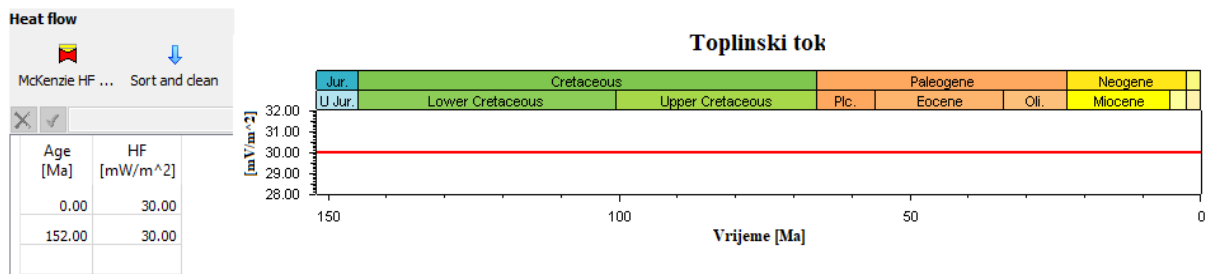 Heat flow
McKenzie HF ... Sort and clean
Age HF
[Ma] [mW/m^2]
0.00 30.00
152.00 30.00
Toplinski tok
Jur. Cretaceous Paleogene Neogene
U Jur. Lower Cretaceous Upper Cretaceous Plc. Eocene Oli. Miocene
[mV/m^2]
32.00
31.00
30.00
29.00
28.00
150 100 50 0
Vrijeme [Ma]